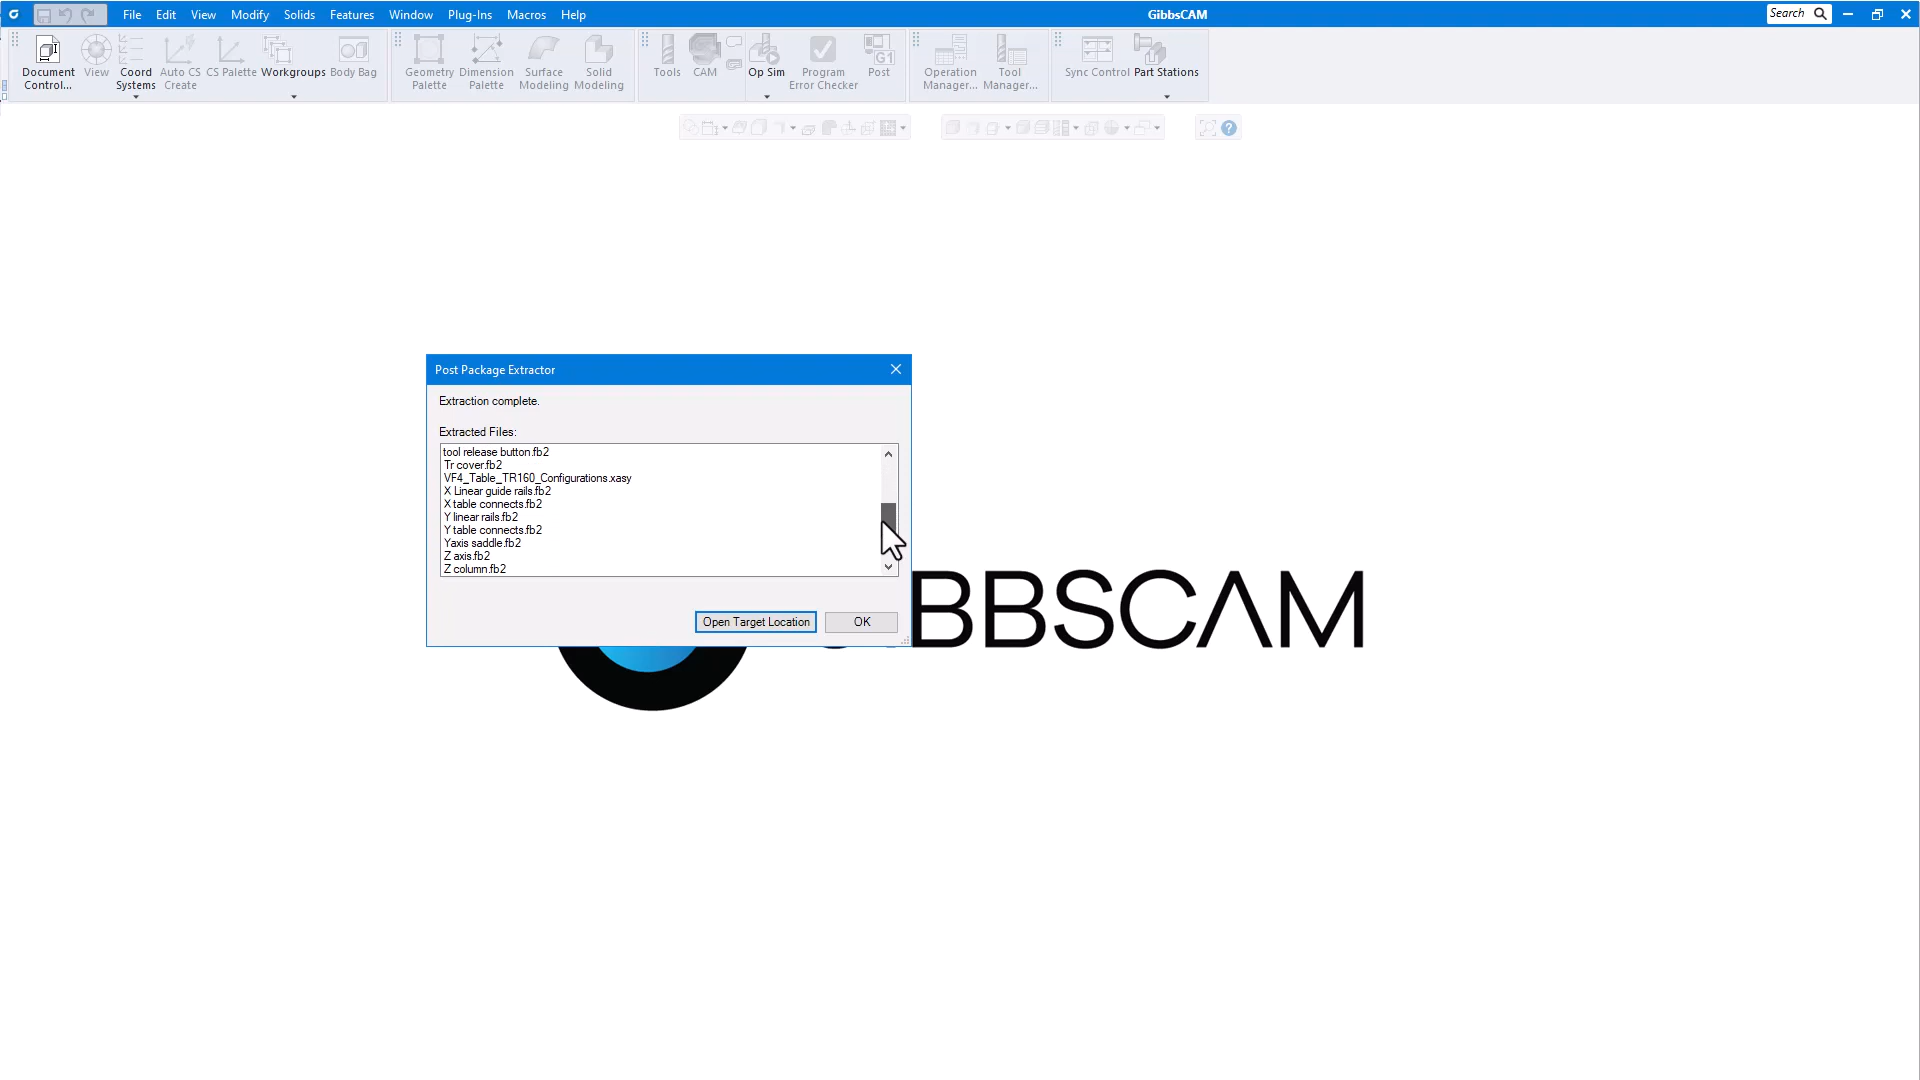 File Edit View Modify Solids Features Window Plug-Ins Macros Help
GibbsCAM
Search
Document Control...
View
Coord Systems
Auto CS Create
CS Palette
Workgroups
Body Bag
Geometry Palette
Dimension Palette
Surface Modeling
Solid Modeling
Tools
CAM
Op Sim
Program Error Checker
G1
Post
Operation Manager...
Tool Manager...
Sync Control
Part Stations
Post Package Extractor
Extraction complete.
Extracted Files:
tool release button.fb2
Tr cover.fb2
VF4_Table_TR160_Configurations.xasy
X Linear guide rails.fb2
X table connects.fb2
Y linear rails.fb2
Y table connects.fb2
Yaxis saddle.fb2
Z axis.fb2
Z column.fb2
Open Target Location
OK
BBSCAM